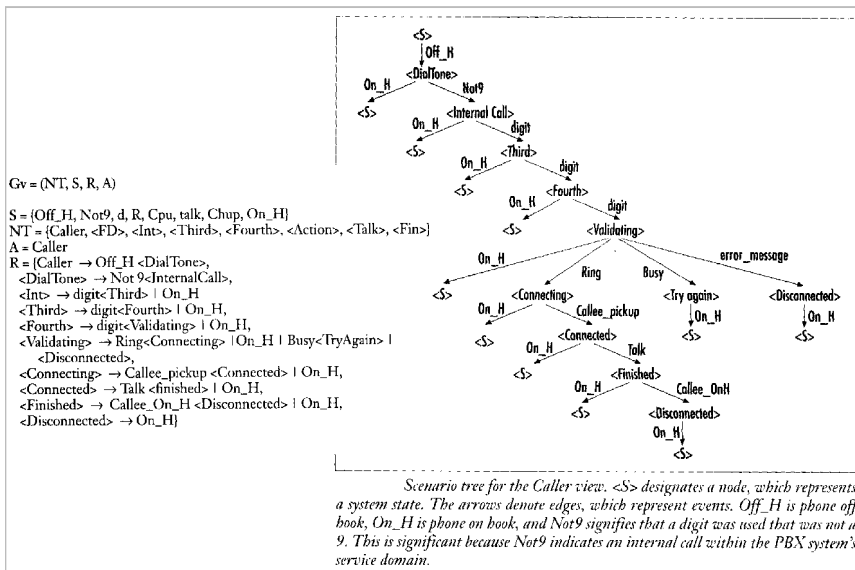 Gv = (NT, S, R, A)
S = {Off_H, Not9, d, R, Cpu, talk, Chup, On_H}
NT = {Caller, <FD>, <Int>, <Third>, <Fourth>, <Action>, <Talk>, <Fin>}
A = Caller
R = {Caller → Off_H <DialTone>,
<DialTone> → Not 9<InternalCall>,
<Int> → digit<Third> | On_H
<Third> → digit<Fourth> | On_H,
<Fourth> → digit<Validating> | On_H,
<Validating> → Ring<Connecting> |On_H | Busy<TryAgain> |
<Disconnected>,
<Connecting> → Callee_pickup <Connected> | On_H,
<Connected> → Talk <finished> | On_H,
<Finished> → Callee_On_H <Disconnected> | On_H,
<Disconnected> → On_H}
<S>
Off_H
<DialTone>
On_H Not9
<S> <Internal Call>
On_H digit
<S> <Third>
On_H digit
<S> <Fourth>
On_H digit
<S> <Validating>
On_H Ring Busy error_message
<S> <Connecting> <Try again> <Disconnected>
On_H Callee_pickup On_H On_H
<S> <Connected> <S> <S>
On_H Talk
<S> <Finished>
On_H Callee_OnH
<S> <Disconnected>
On_H
<S>
Scenario tree for the Caller view. <S> designates a node, which represents
a system state. The arrows denote edges, which represent events. Off_H is phone off
hook, On_H is phone on hook, and Not9 signifies that a digit was used that was not a
9. This is significant because Not9 indicates an internal call within the PBX system's
service domain.